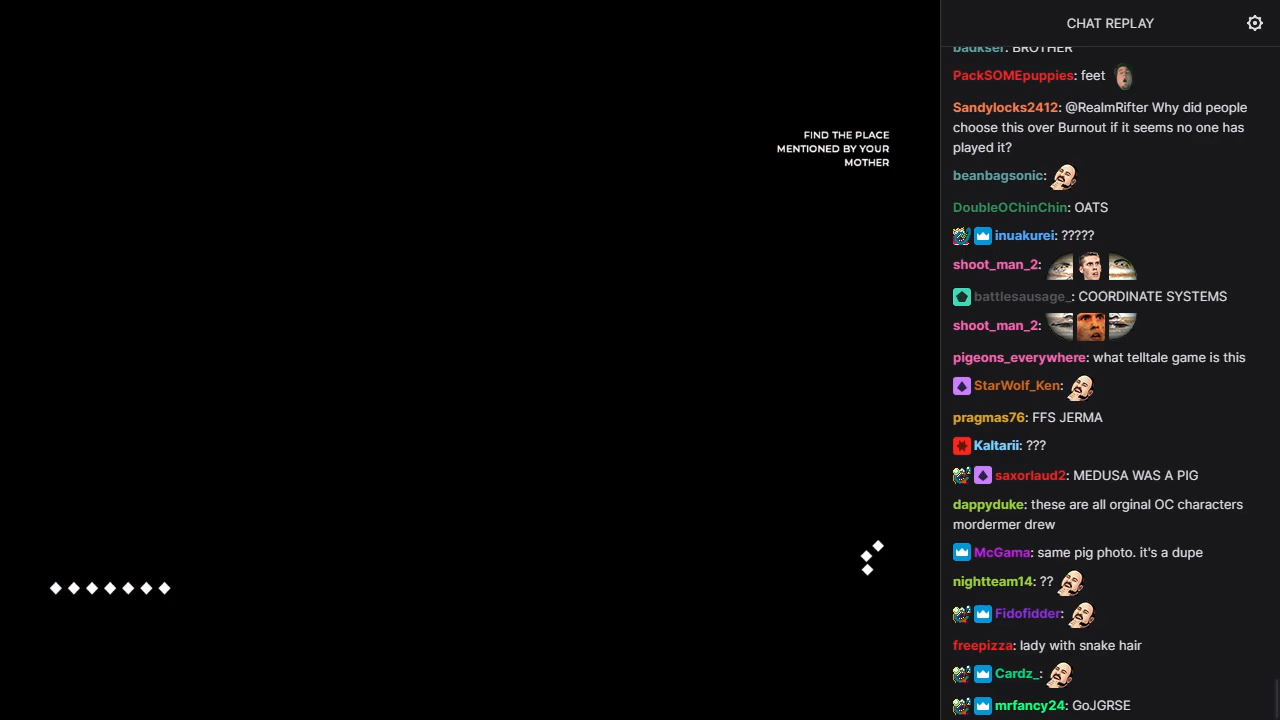 FIND THE PLACE
MENTIONED BY YOUR
MOTHER
CHAT REPLAY
badkser: BROTHER
PackSOMEpuppies: feet
Sandylocks2412: @RealmRifter Why did people
choose this over Burnout if it seems no one has
played it?
beanbagsonic:
DoubleOChinChin: OATS
inuakurei: ?????
shoot_man_2:
battlesausage_: COORDINATE SYSTEMS
shoot_man_2:
pigeons_everywhere: what telltale game is this
StarWolf_Ken:
pragmas76: FFS JERMA
Kaltarii: ???
saxorlaud2: MEDUSA WAS A PIG
dappyduke: these are all orginal OC characters
mordermer drew
McGama: same pig photo. it's a dupe
nightteam14: ??
Fidofidder:
freepizza: lady with snake hair
Cardz_:
mrfancy24: GoJGRSE